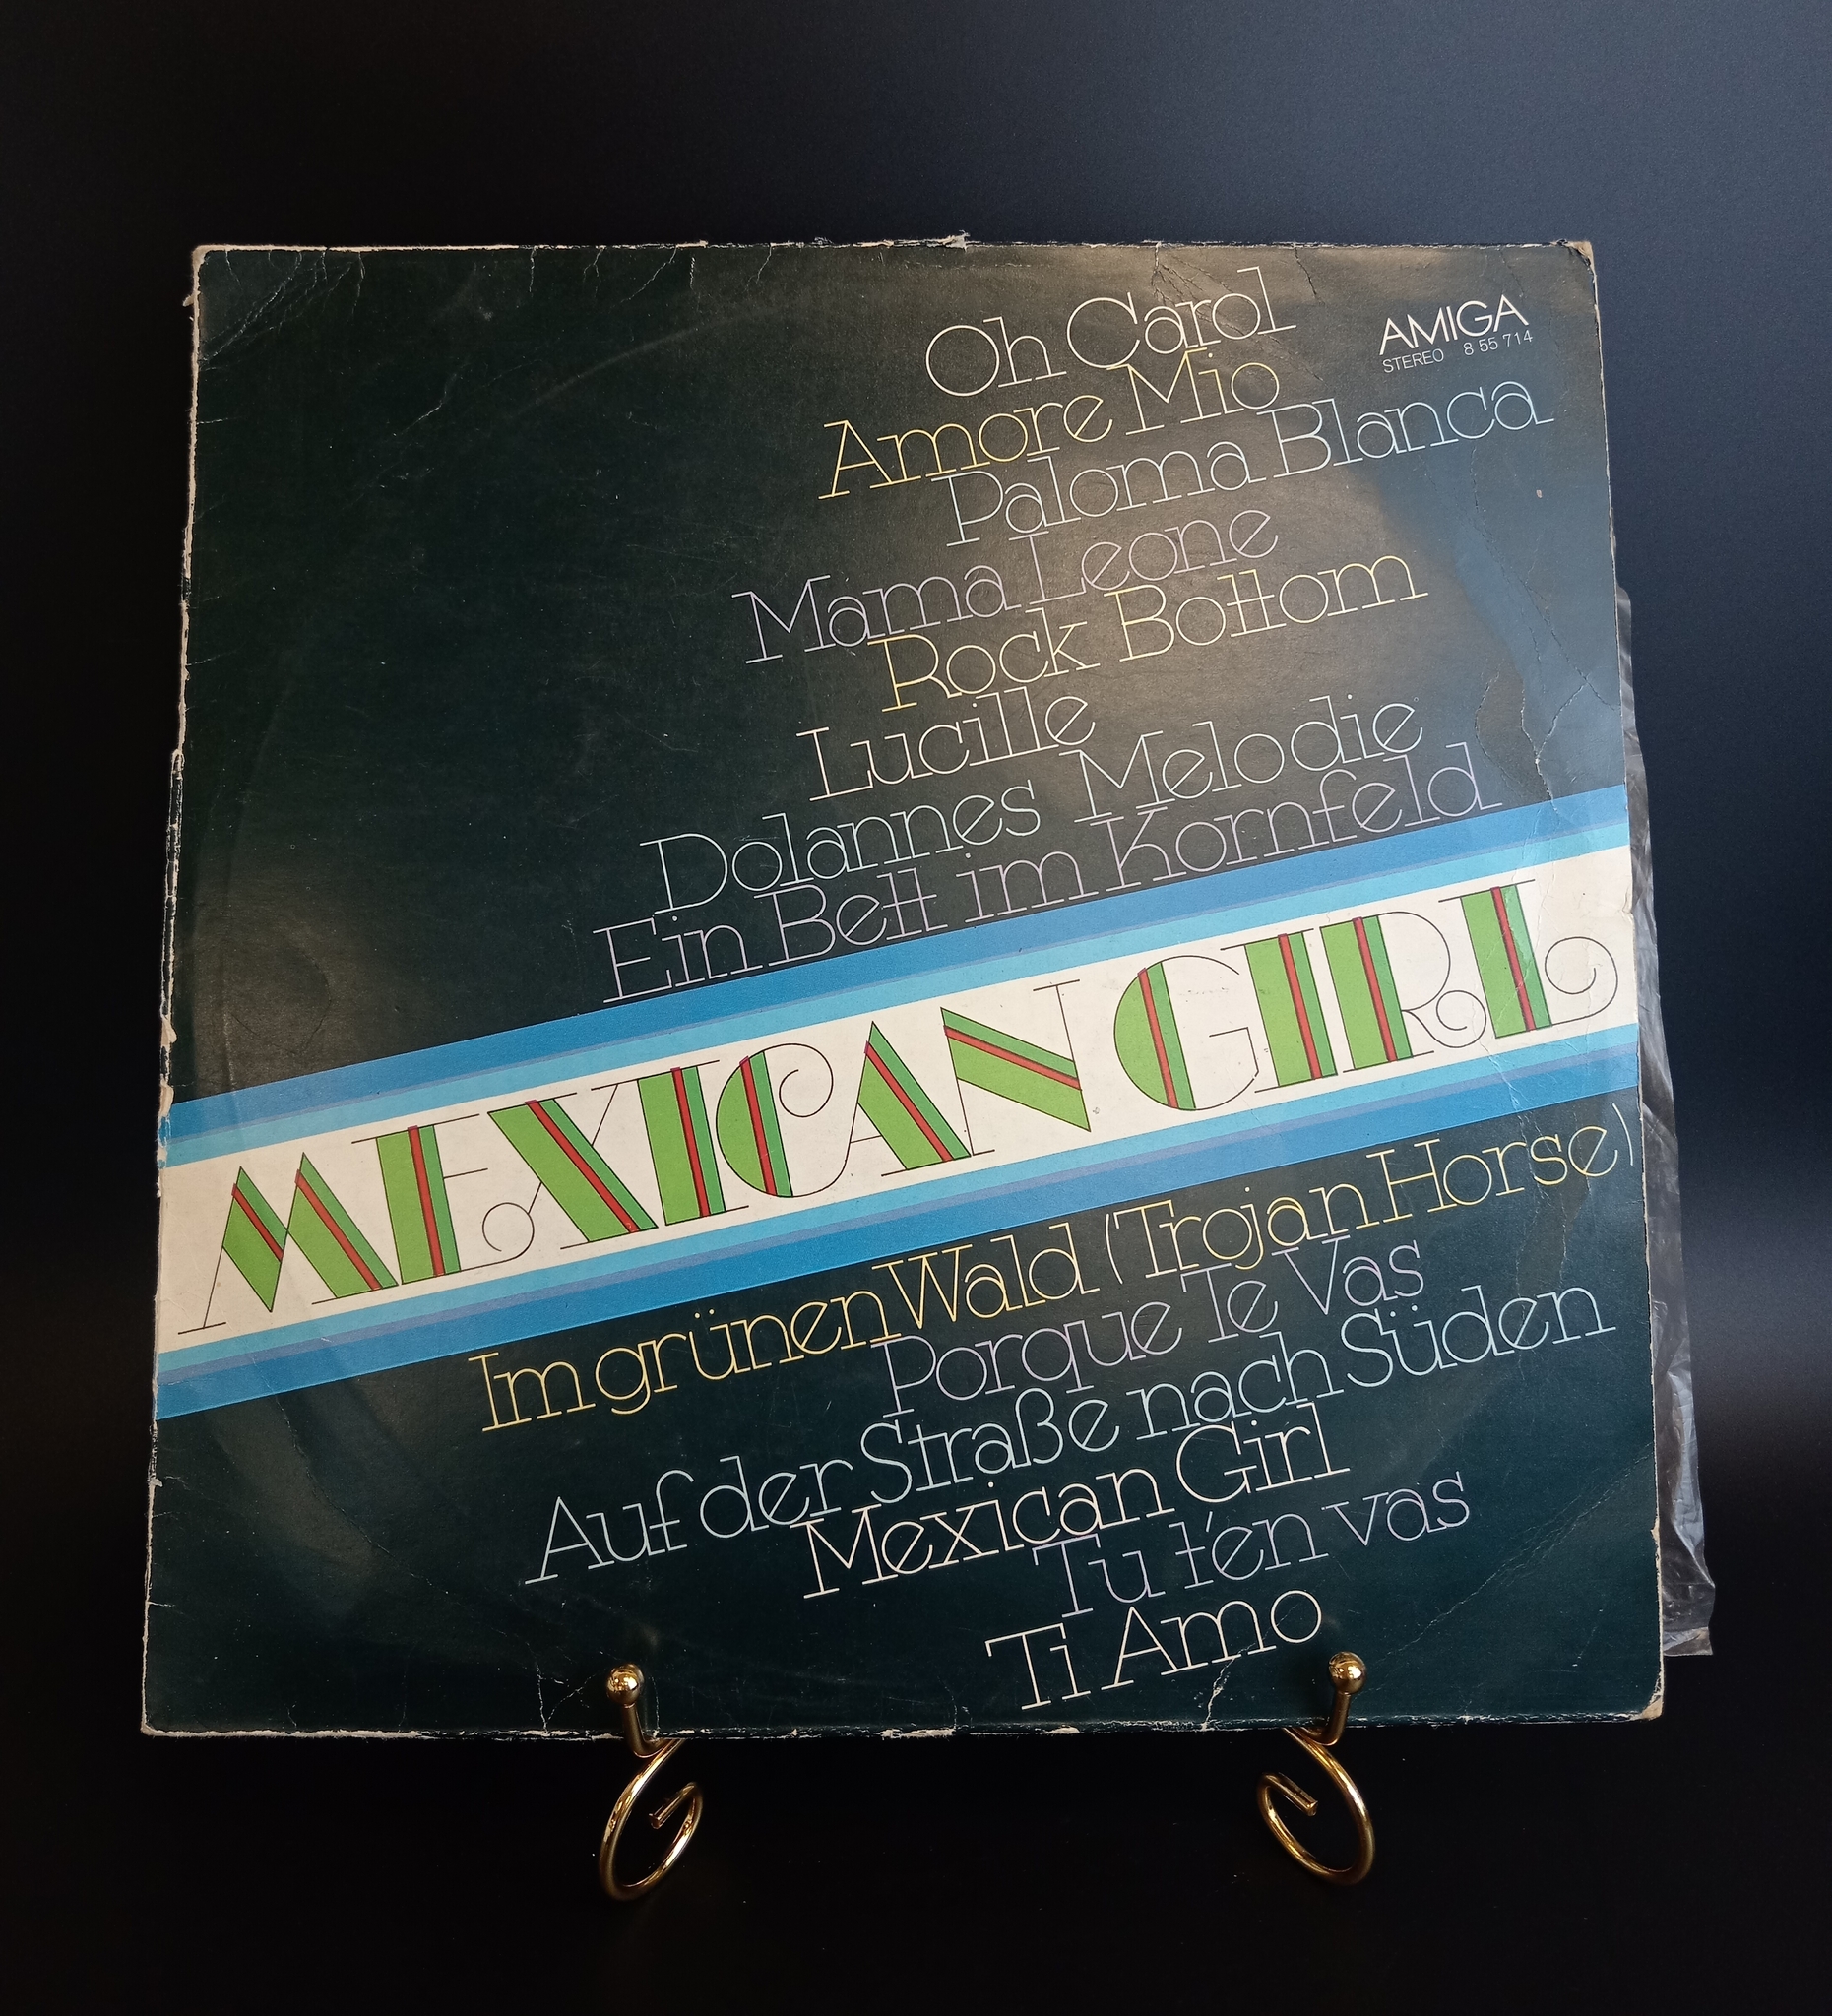 Oh Carol
AMIGA
STEREO 8 55 714
Amore Mio
Paloma Blanca
Mama Leone
Rock Bottom
Lucille
Dolannes Melodie
Ein Bett im Kornfeld
MEXICAN GIRL
Im grünen Wald (Trojan Horse)
Porque Te Vas
Auf der Straße nach Süden
Mexican Girl
Tu t'en vas
Ti Amo